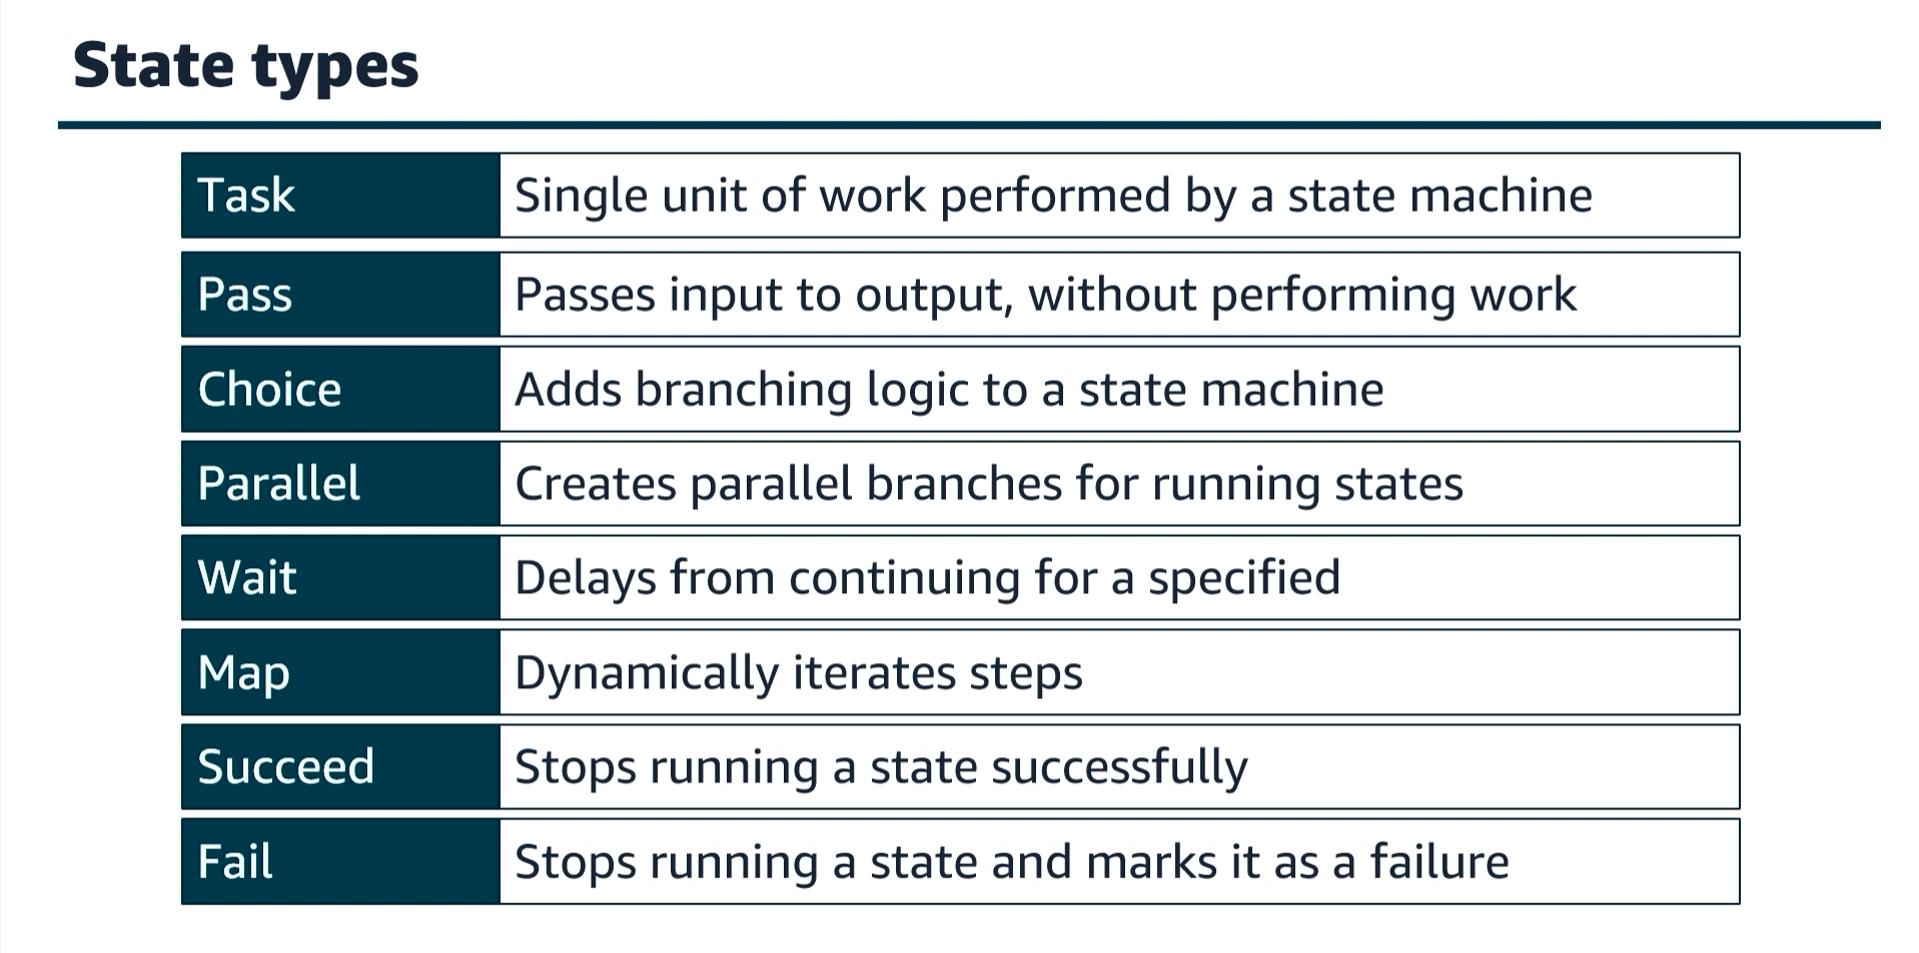 State types
Task
Single unit of work performed by a state machine
Pass
Passes input to output, without performing work
Choice
Adds branching logic to a state machine
Parallel
Creates parallel branches for running states
Wait
Delays from continuing for a specified
Map
Dynamically iterates steps
Succeed
Stops running a state successfully
Fail
Stops running a state and marks it as a failure